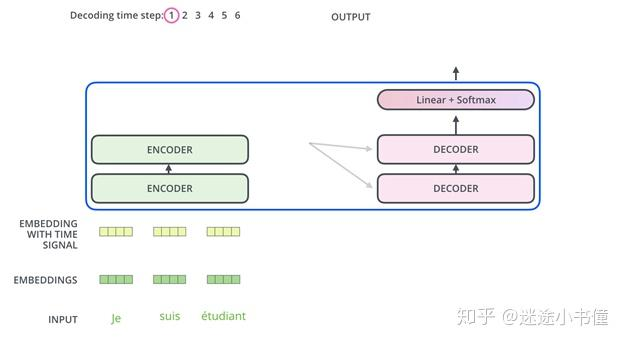 Decoding time step: 1 2 3 4 5 6
OUTPUT
Linear + Softmax
ENCODER
DECODER
ENCODER
DECODER
EMBEDDING
WITH TIME
SIGNAL
EMBEDDINGS
INPUT
Je
suis
étudiant
知乎 @迷途小书僮